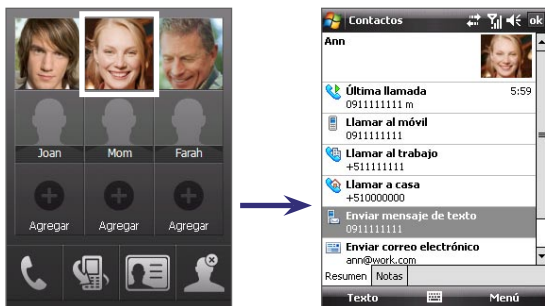 Joan Mom Farah
Agregar Agregar Agregar
Contactos ok
Ann
Última llamada 5:59
0911111111 m
Llamar al móvil
0911111111
Llamar al trabajo
+511111111
Llamar a casa
+510000000
Enviar mensaje de texto
0911111111
Enviar correo electrónico
ann@work.com
Resumen Notas
Texto Menú